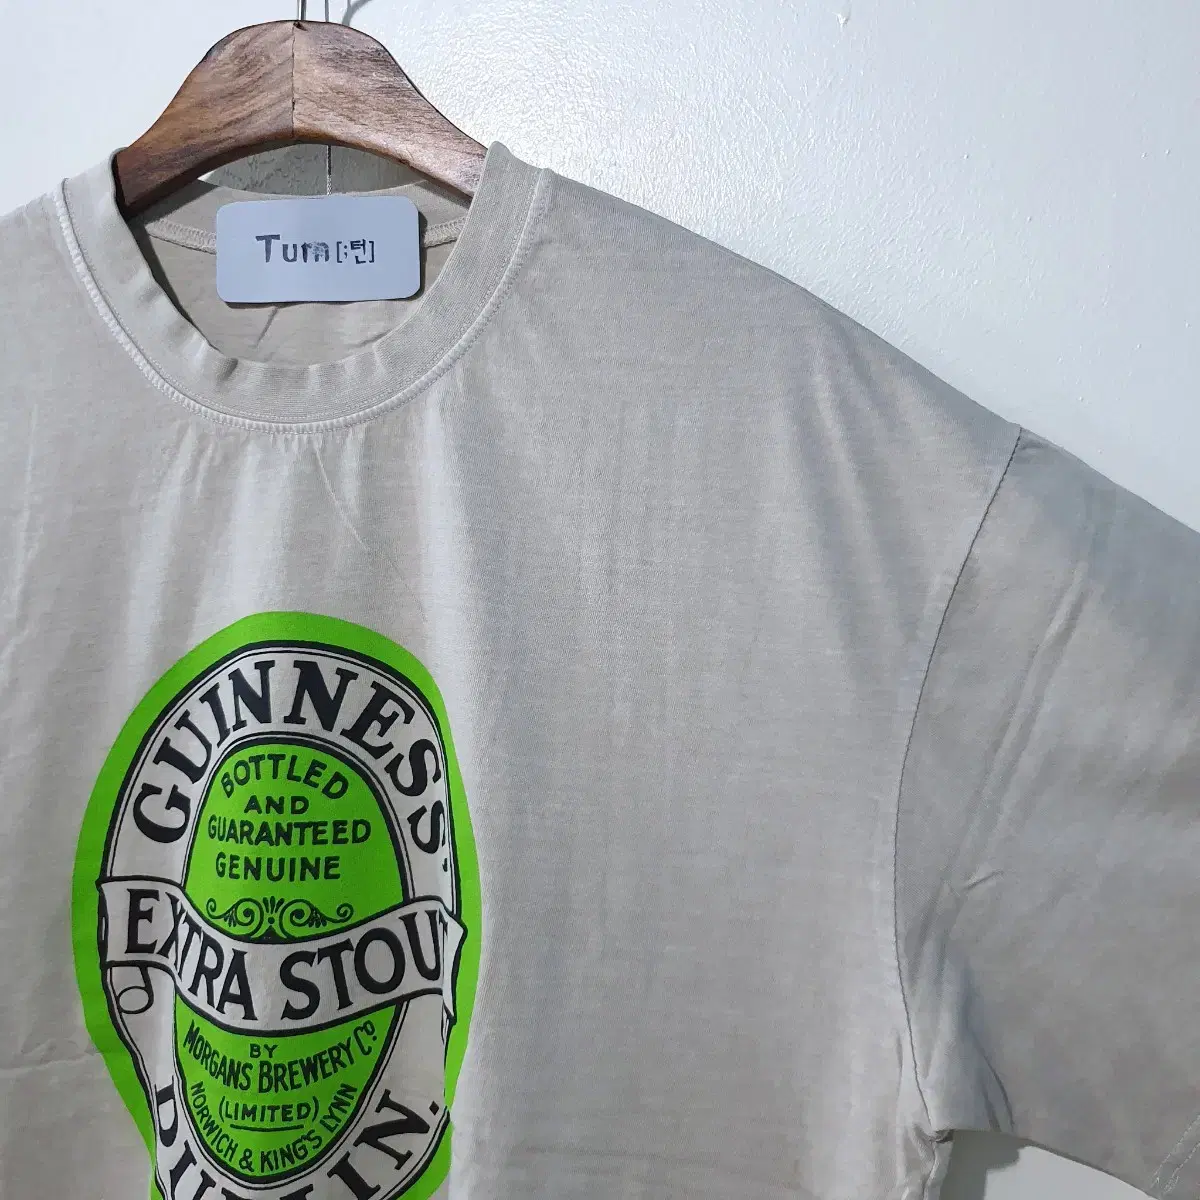 Turn[;턴]
GUINNESS'
BOTTLED
AND
GUARANTEED
GENUINE
EXTRA STOUT
BY
MORGANS BREWERY Cº
(LIMITED)
NORWICH & KING'S LYNN
DUBLIN.